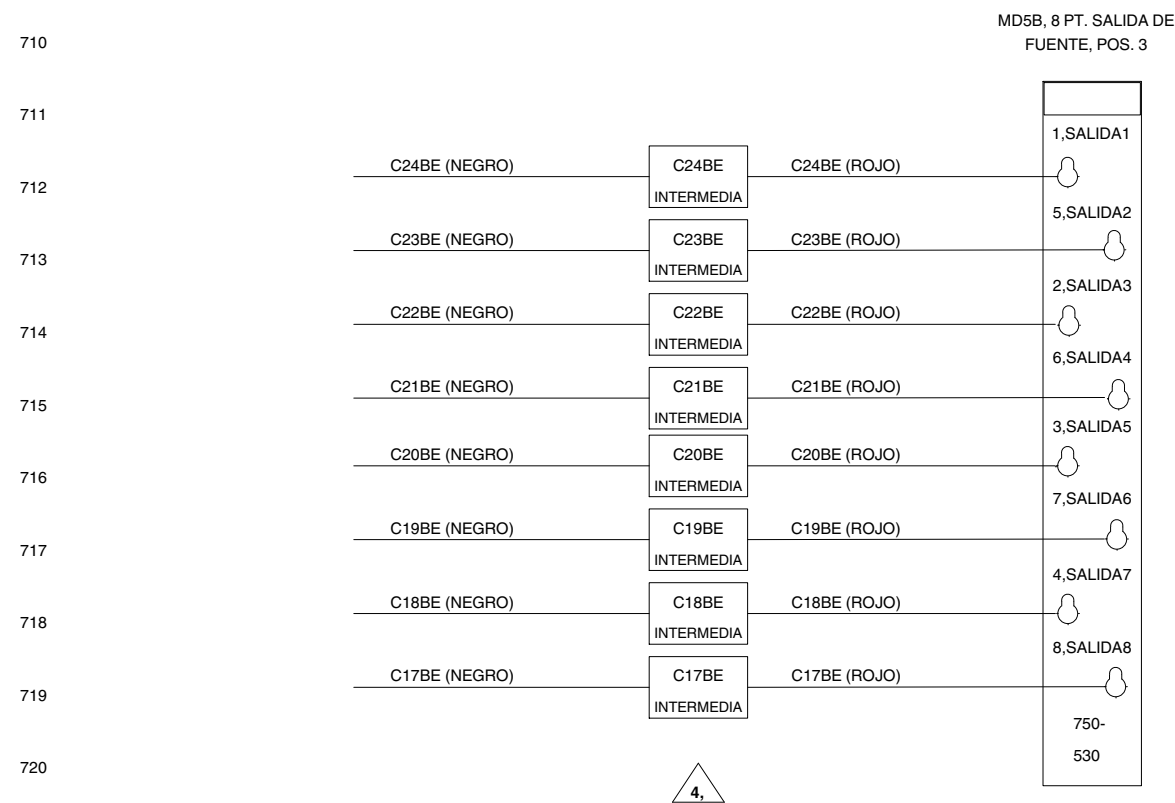 MD5B, 8 PT. SALIDA DE
710
FUENTE, POS. 3
711
1,SALIDA1
C24BE (NEGRO)
C24BE
C24BE (ROJO)
712
INTERMEDIA
5,SALIDA2
C23BE (NEGRO)
C23BE
C23BE (ROJO)
713
INTERMEDIA
2,SALIDA3
C22BE (NEGRO)
C22BE
C22BE (ROJO)
714
INTERMEDIA
6,SALIDA4
C21BE (NEGRO)
C21BE
C21BE (ROJO)
715
INTERMEDIA
3,SALIDA5
C20BE (NEGRO)
C20BE
C20BE (ROJO)
716
INTERMEDIA
7,SALIDA6
C19BE (NEGRO)
C19BE
C19BE (ROJO)
717
INTERMEDIA
4,SALIDA7
C18BE (NEGRO)
C18BE
C18BE (ROJO)
718
INTERMEDIA
8,SALIDA8
C17BE (NEGRO)
C17BE
C17BE (ROJO)
719
INTERMEDIA
750-
530
720
4,